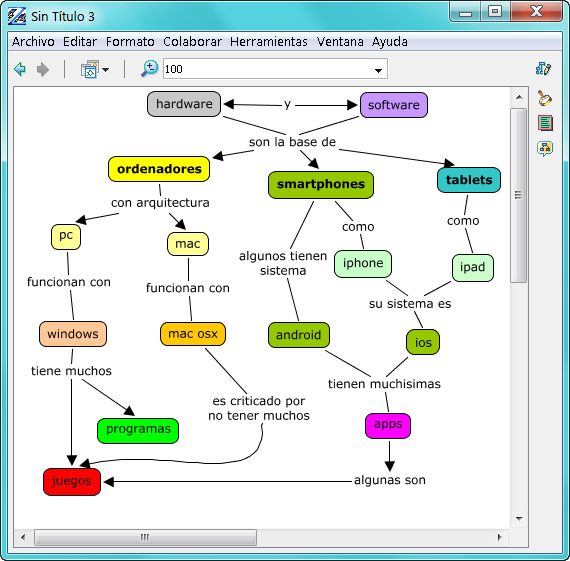 Sin Título 3
Archivo Editar Formato Colaborar Herramientas Ventana Ayuda
100
hardware y software
son la base de
ordenadores
smartphones
tablets
con arquitectura
pc
mac
como
como
algunos tienen
sistema
iphone
ipad
funcionan con
funcionan con
su sistema es
windows
mac osx
android
ios
tiene muchos
tienen muchisimas
es criticado por
no tener muchos
programas
apps
juegos
algunas son